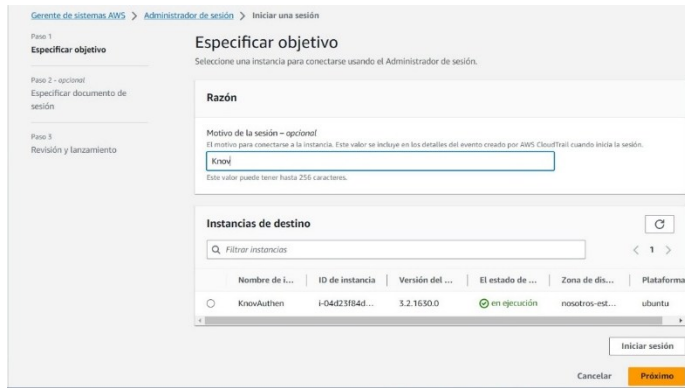 Gerente de sistemas AWS > Administrador de sesión > Iniciar una sesión
Paso 1
Especificar objetivo
Paso 2 - opcional
Especificar documento de
sesión
Paso 3
Revisión y lanzamiento
Especificar objetivo
Seleccione una instancia para conectarse usando el Administrador de sesión.
Razón
Motivo de la sesión – opcional
El motivo para conectarse a la instancia. Este valor se incluye en los detalles del evento creado por AWS CloudTrail cuando inicia la sesión.
Knov
Este valor puede tener hasta 256 caracteres.
Instancias de destino
Filtrar instancias
< 1 >
Nombre de i... ID de instancia Versión del ... El estado de ... Zona de dis... Plataforma
KnovAuthen i-04d23f84d... 3.2.1630.0 en ejecución nosotros-est... ubuntu
Iniciar sesión
Cancelar Próximo